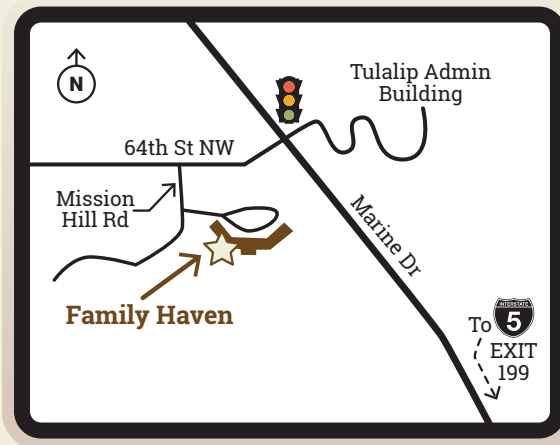 N
Tulalip Admin
Building
64th St NW
Mission
Hill Rd
Marine Dr
Family Haven
To
INTERSTATE
5
EXIT
199